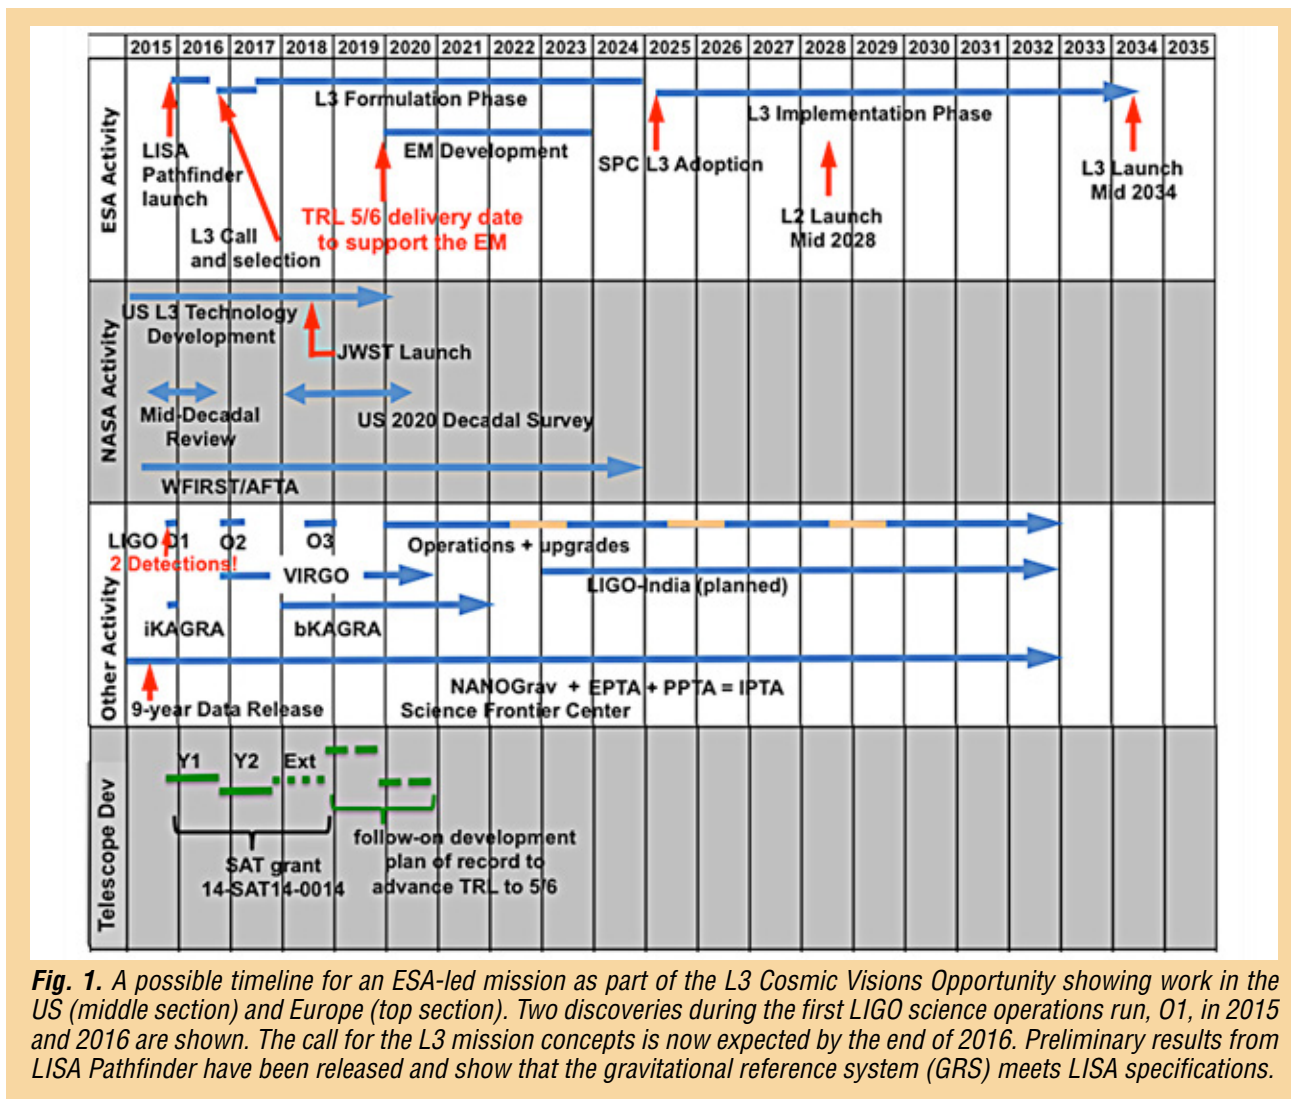 2015 2016 2017 2018 2019 2020 2021 2022 2023 2024 2025 2026 2027 2028 2029 2030 2031 2032 2033 2034 2035
ESA Activity
L3 Formulation Phase
L3 Implementation Phase
EM Development
LISA
Pathfinder
launch
SPC L3 Adoption
L3 Launch
Mid 2034
TRL 5/6 delivery date
to support the EM
L2 Launch
Mid 2028
L3 Call
and selection
NASA Activity
US L3 Technology
Development
JWST Launch
Mid-Decadal
Review
US 2020 Decadal Survey
WFIRST/AFTA
Other Activity
LIGO O1
O2
O3
Operations + upgrades
2 Detections!
VIRGO
LIGO-India (planned)
iKAGRA
bKAGRA
NANOGrav + EPTA + PPTA = IPTA
9-year Data Release
Science Frontier Center
Telescope Dev
Y1
Y2
Ext
follow-on development
plan of record to
advance TRL to 5/6
SAT grant
14-SAT14-0014
Fig. 1. A possible timeline for an ESA-led mission as part of the L3 Cosmic Visions Opportunity showing work in the
US (middle section) and Europe (top section). Two discoveries during the first LIGO science operations run, O1, in 2015
and 2016 are shown. The call for the L3 mission concepts is now expected by the end of 2016. Preliminary results from
LISA Pathfinder have been released and show that the gravitational reference system (GRS) meets LISA specifications.